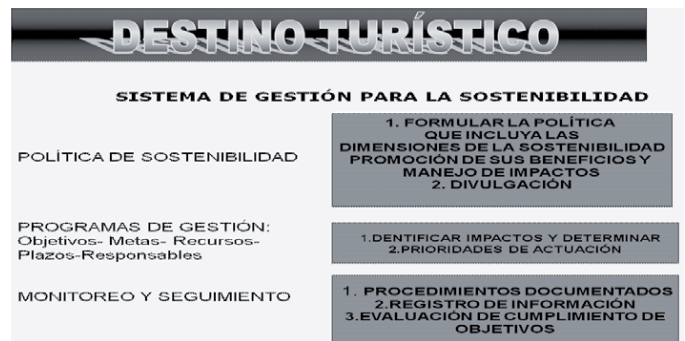 DESTINO TURÍSTICO
SISTEMA DE GESTIÓN PARA LA SOSTENIBILIDAD
POLÍTICA DE SOSTENIBILIDAD
1. FORMULAR LA POLÍTICA
QUE INCLUYA LAS
DIMENSIONES DE LA SOSTENIBILIDAD
PROMOCIÓN DE SUS BENEFICIOS Y
MANEJO DE IMPACTOS
2. DIVULGACIÓN
PROGRAMAS DE GESTIÓN:
Objetivos- Metas- Recursos-
Plazos-Responsables
1.DENTIFICAR IMPACTOS Y DETERMINAR
2.PRIORIDADES DE ACTUACIÓN
MONITOREO Y SEGUIMIENTO
1. PROCEDIMIENTOS DOCUMENTADOS
2.REGISTRO DE INFORMACIÓN
3.EVALUACIÓN DE CUMPLIMIENTO DE
OBJETIVOS